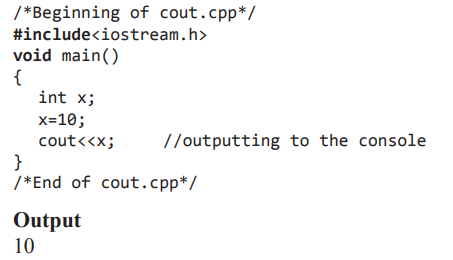 /*Beginning of cout.cpp*/
#include<iostream.h>
void main()
{
int x;
x=10;
cout<<x; //outputting to the console
}
/*End of cout.cpp*/
Output
10